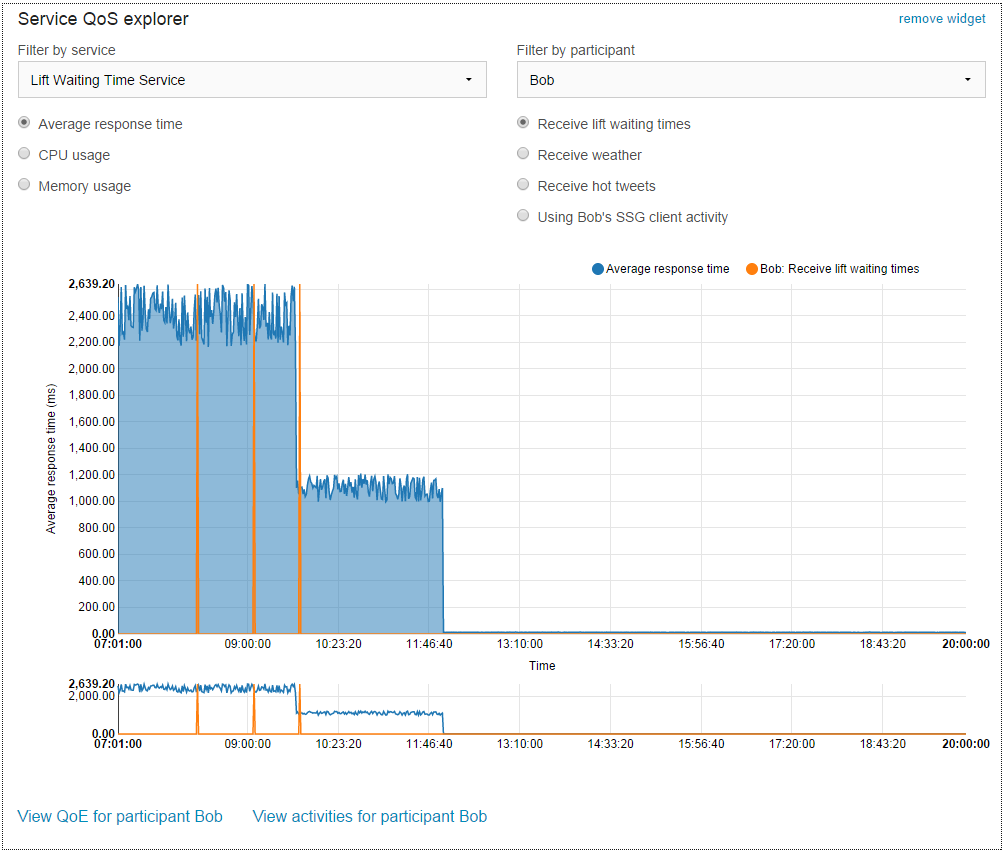 Service QoS explorer
remove widget
Filter by service
Filter by participant
Lift Waiting Time Service
Bob
Average response time
Receive lift waiting times
CPU usage
Receive weather
Memory usage
Receive hot tweets
Using Bob's SSG client activity
Average response time
Bob: Receive lift waiting times
2,639.20
2,400.00
2,200.00
2,000.00
1,800.00
1,600.00
1,400.00
1,200.00
1,000.00
800.00
600.00
400.00
200.00
0.00
Average response time (ms)
07:01:00 09:00:00 10:23:20 11:46:40 13:10:00 14:33:20 15:56:40 17:20:00 18:43:20 20:00:00
Time
2,639.20
2,000.00
0.00
07:01:00 09:00:00 10:23:20 11:46:40 13:10:00 14:33:20 15:56:40 17:20:00 18:43:20 20:00:00
View QoE for participant Bob
View activities for participant Bob